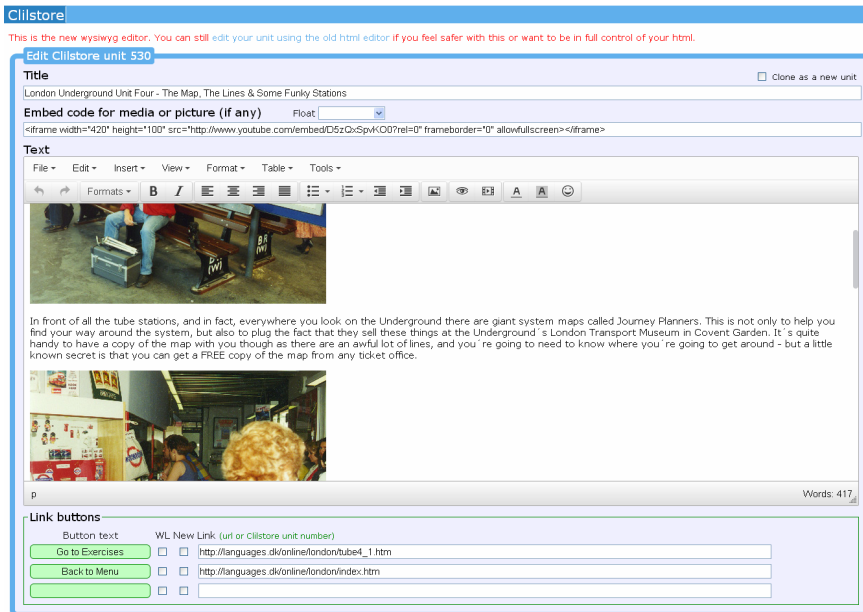 Clilstore
This is the new wysiwyg editor. You can still edit your unit using the old html editor if you feel safer with this or want to be in full control of your html.
Edit Clilstore unit 530
Title
Clone as a new unit
London Underground Unit Four - The Map, The Lines & Some Funky Stations
Embed code for media or picture (if any) Float
<iframe width="420" height="100" src="http://www.youtube.com/embed/D5zQxSpvKO0?rel=0" frameborder="0" allowfullscreen></iframe>
Text
File Edit Insert View Format Table Tools
Formats B I A A
BR
(W)
BR
(W)
In front of all the tube stations, and in fact, everywhere you look on the Underground there are giant system maps called Journey Planners. This is not only to help you
find your way around the system, but also to plug the fact that they sell these things at the Underground´s London Transport Museum in Covent Garden. It´s quite
handy to have a copy of the map with you though as there are an awful lot of lines, and you´re going to need to know where you´re going to get around - but a little
known secret is that you can get a FREE copy of the map from any ticket office.
p Words: 417
Link buttons
Button text WL New Link (url or Clilstore unit number)
Go to Exercises http://languages.dk/online/london/tube4_1.htm
Back to Menu http://languages.dk/online/london/index.htm